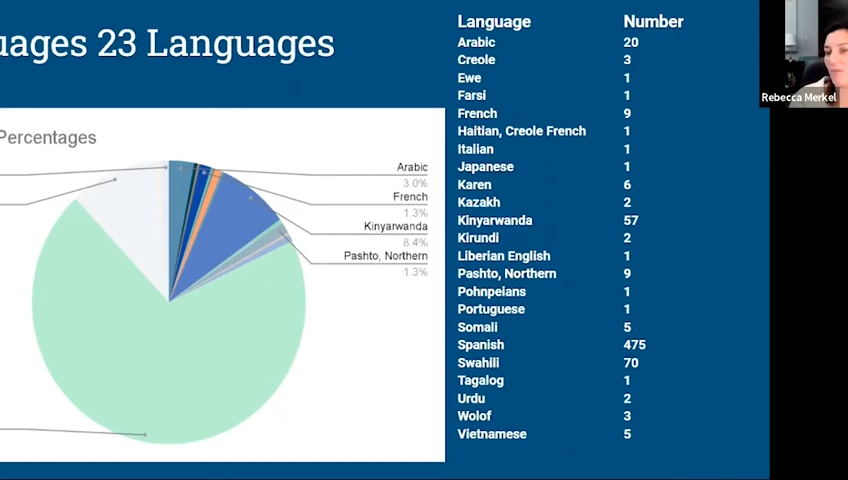 uages 23 Languages
Percentages
Arabic
3.0%
French
1.3%
Kinyarwanda
8.4%
Pashto, Northern
1.3%
Language Number
Arabic 20
Creole 3
Ewe 1
Farsi 1
French 9
Haitian, Creole French 1
Italian 1
Japanese 1
Karen 6
Kazakh 2
Kinyarwanda 57
Kirundi 2
Liberian English 1
Pashto, Northern 9
Pohnpeians 1
Portuguese 1
Somali 5
Spanish 475
Swahili 70
Tagalog 1
Urdu 2
Wolof 3
Vietnamese 5
Rebecca Merkel